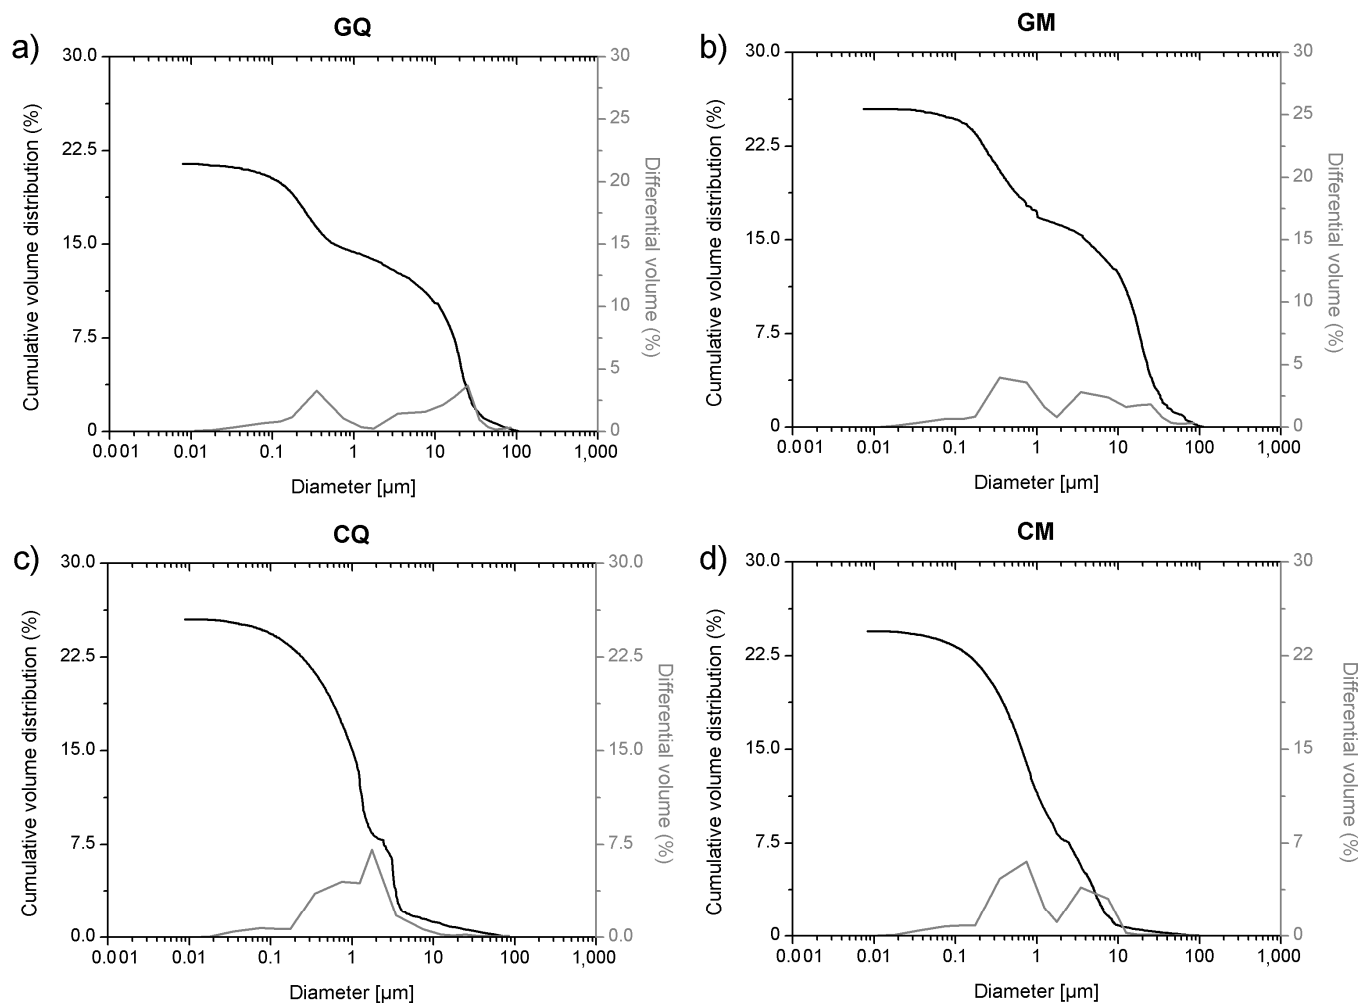 a)
GQ
30.0
22.5
15.0
7.5
0
Cumulative volume distribution (%)
30
25
20
15
10
5
0
Differential volume (%)
0.001 0.01 0.1 1 10 100 1,000
Diameter [µm]
b)
GM
30.0
22.5
15.0
7.5
0
Cumulative volume distribution (%)
30
25
20
15
10
5
0
Differential volume (%)
0.001 0.01 0.1 1 10 100 1,000
Diameter [µm]
c)
CQ
30.0
22.5
15.0
7.5
0.0
Cumulative volume distribution (%)
30.0
22.5
15.0
7.5
0.0
Differential volume (%)
0.001 0.01 0.1 1 10 100 1,000
Diameter [µm]
d)
CM
30.0
22.5
15.0
7.5
0
Cumulative volume distribution (%)
30
22
15
7
0
Differential volume (%)
0.001 0.01 0.1 1 10 100 1,000
Diameter [µm]